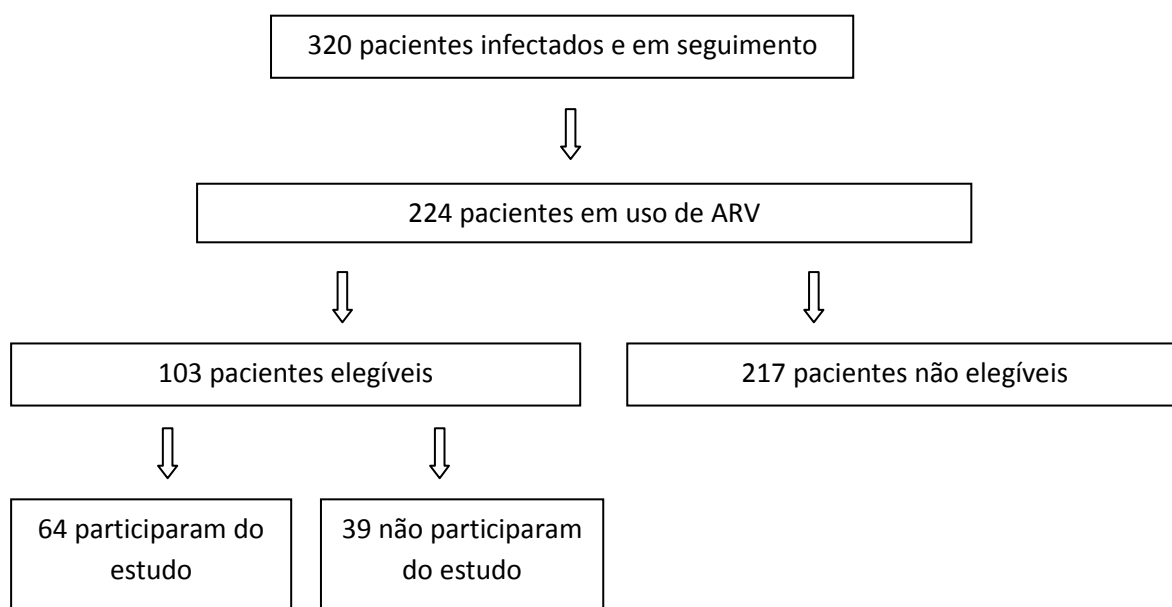 320 pacientes infectados e em seguimento
224 pacientes em uso de ARV
103 pacientes elegíveis
217 pacientes não elegíveis
64 participaram do
estudo
39 não participaram
do estudo